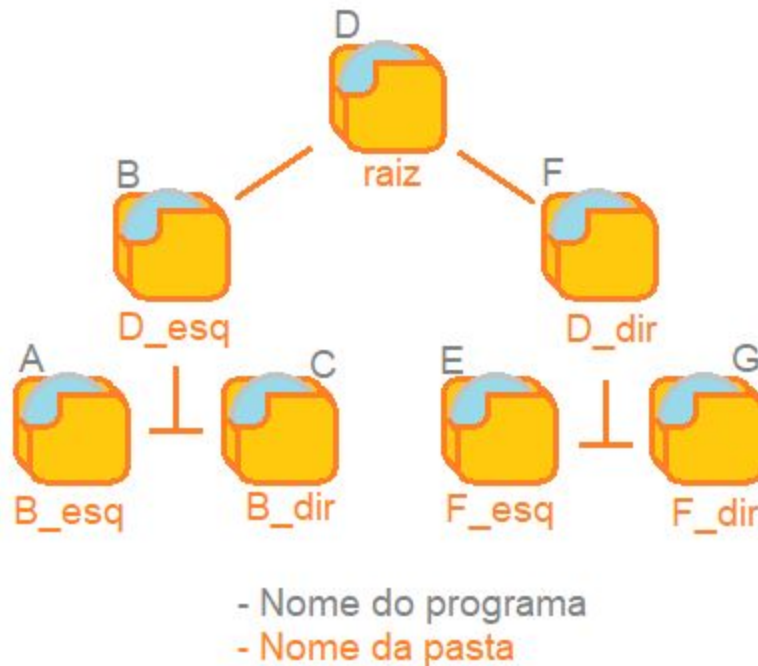 D
raiz
B
F
D_esq
D_dir
A
C
E
G
B_esq
B_dir
F_esq
F_dir
- Nome do programa
- Nome da pasta